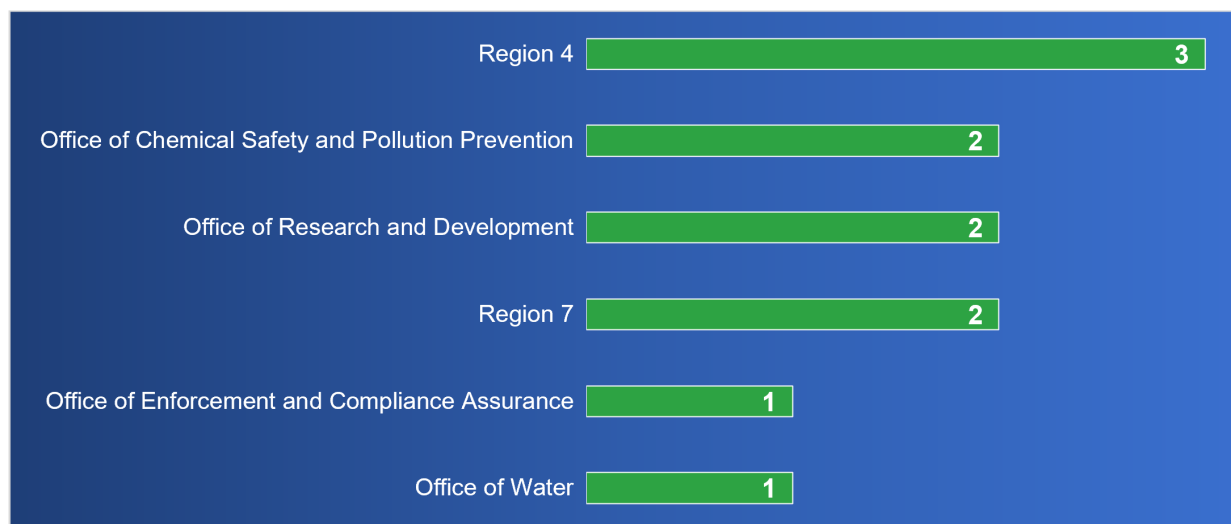 Region 4 3
Office of Chemical Safety and Pollution Prevention 2
Office of Research and Development 2
Region 7 2
Office of Enforcement and Compliance Assurance 1
Office of Water 1